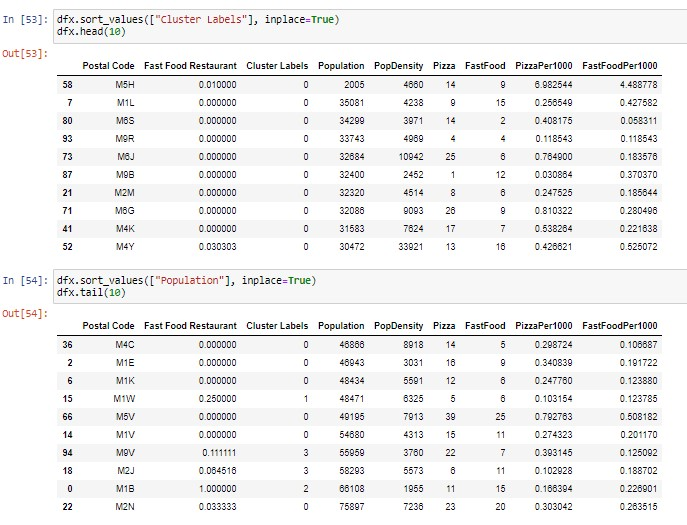 In [53]: dfx.sort_values(["Cluster Labels"], inplace=True)
dfx.head(10)
Out[53]:
Postal Code Fast Food Restaurant Cluster Labels Population PopDensity Pizza FastFood PizzaPer1000 FastFoodPer1000
58 M5H 0.010000 0 2005 4660 14 9 6.982544 4.488778
7 M1L 0.000000 0 35081 4238 9 15 0.256549 0.427582
80 M6S 0.000000 0 34299 3971 14 2 0.408175 0.058311
93 M9R 0.000000 0 33743 4969 4 4 0.118543 0.118543
73 M6J 0.000000 0 32684 10942 25 6 0.764900 0.183576
87 M9B 0.000000 0 32400 2452 1 12 0.030864 0.370370
21 M2M 0.000000 0 32320 4514 8 6 0.247525 0.185644
71 M6G 0.000000 0 32086 9093 26 9 0.810322 0.280496
41 M4K 0.000000 0 31583 7624 17 7 0.538264 0.221638
52 M4Y 0.030303 0 30472 33921 13 16 0.426621 0.525072
In [54]: dfx.sort_values(["Population"], inplace=True)
dfx.tail(10)
Out[54]:
Postal Code Fast Food Restaurant Cluster Labels Population PopDensity Pizza FastFood PizzaPer1000 FastFoodPer1000
36 M4C 0.000000 0 46866 8918 14 5 0.298724 0.106687
2 M1E 0.000000 0 46943 3031 16 9 0.340839 0.191722
6 M1K 0.000000 0 48434 5591 12 6 0.247760 0.123880
15 M1W 0.250000 1 48471 6325 5 6 0.103154 0.123785
66 M5V 0.000000 0 49195 7913 39 25 0.792763 0.508182
14 M1V 0.000000 0 54680 4313 15 11 0.274323 0.201170
94 M9V 0.111111 3 55959 3760 22 7 0.393145 0.125092
18 M2J 0.064516 3 58293 5573 6 11 0.102928 0.188702
0 M1B 1.000000 2 66108 1955 11 15 0.166394 0.226901
22 M2N 0.033333 0 75897 7236 23 20 0.303042 0.263515